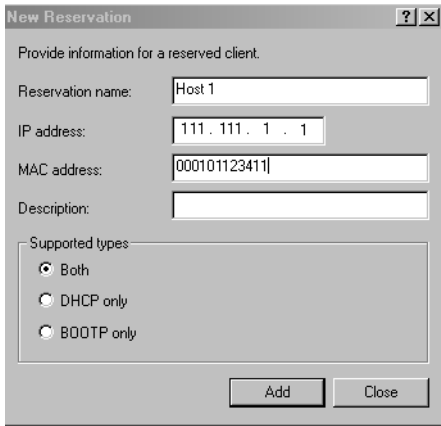 New Reservation
Provide information for a reserved client.
Reservation name: Host 1
IP address: 111 . 111 . 1 . 1
MAC address: 000101123411
Description:
Supported types
Both
DHCP only
BOOTP only
Add Close